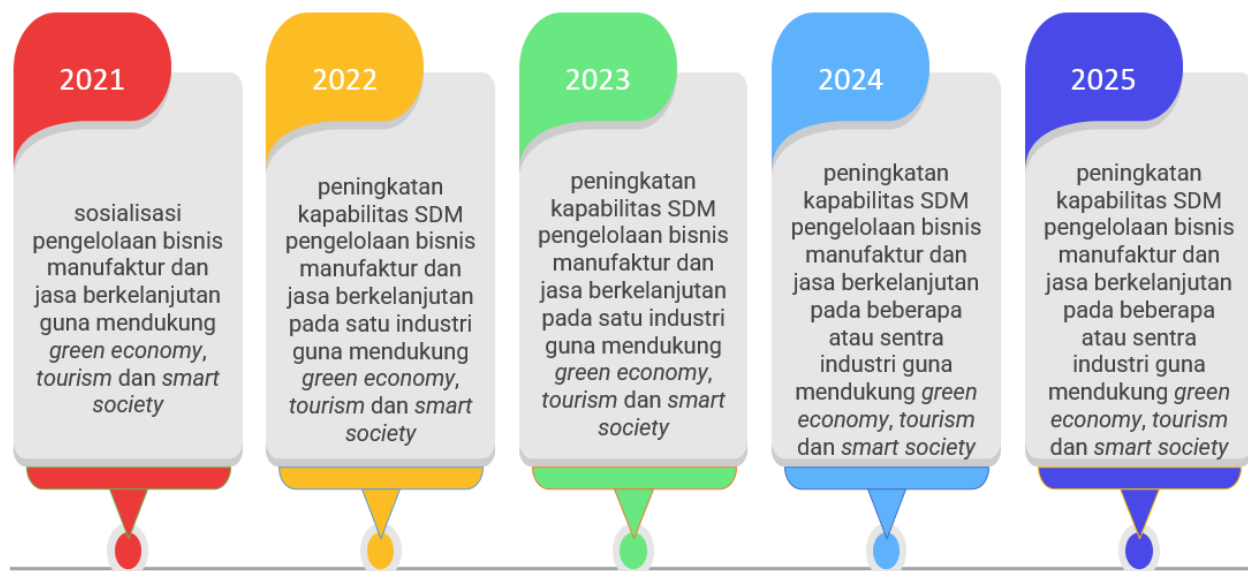 2021
sosialisasi
pengelolaan bisnis
manufaktur dan
jasa berkelanjutan
guna mendukung
green economy,
tourism dan smart
society
2022
peningkatan
kapabilitas SDM
pengelolaan bisnis
manufaktur dan
jasa berkelanjutan
pada satu industri
guna mendukung
green economy,
tourism dan smart
society
2023
peningkatan
kapabilitas SDM
pengelolaan bisnis
manufaktur dan
jasa berkelanjutan
pada satu industri
guna mendukung
green economy,
tourism dan smart
society
2024
peningkatan
kapabilitas SDM
pengelolaan bisnis
manufaktur dan
jasa berkelanjutan
pada beberapa
atau sentra
industri guna
mendukung green
economy, tourism
dan smart society
2025
peningkatan
kapabilitas SDM
pengelolaan bisnis
manufaktur dan
jasa berkelanjutan
pada beberapa
atau sentra
industri guna
mendukung green
economy, tourism
dan smart society